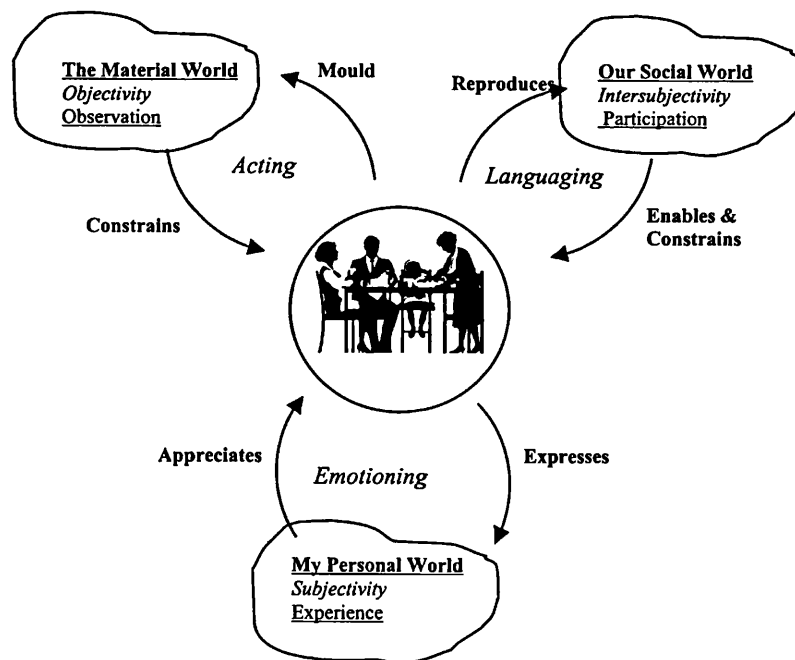 The Material World
Objectivity
Observation
Mould
Reproduces
Our Social World
Intersubjectivity
Participation
Acting
Languaging
Constrains
Enables &
Constrains
Appreciates
Emotioning
Expresses
My Personal World
Subjectivity
Experience